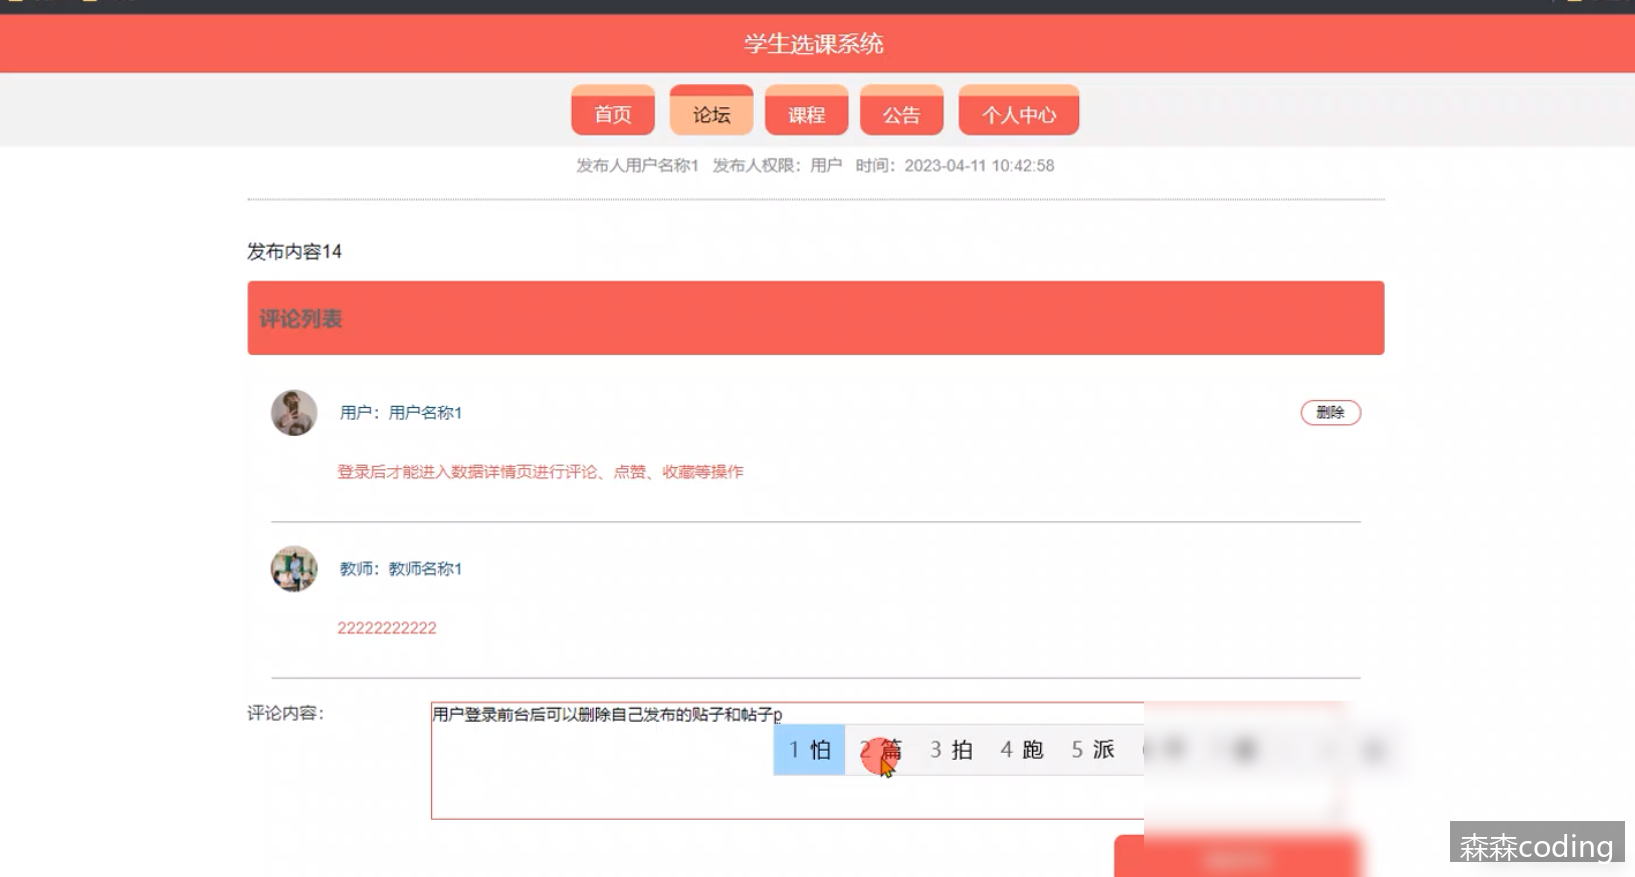 学生选课系统
首页 论坛 课程 公告 个人中心
发布人用户名称1 发布人权限：用户 时间：2023-04-11 10:42:58
发布内容14
评论列表
用户：用户名称1 删除
登录后才能进入数据详情页进行评论、点赞、收藏等操作
教师：教师名称1
22222222222
评论内容：
用户登录前台后可以删除自己发布的贴子和帖子p
1 怕 2 篇 3 拍 4 跑 5 派
森森coding